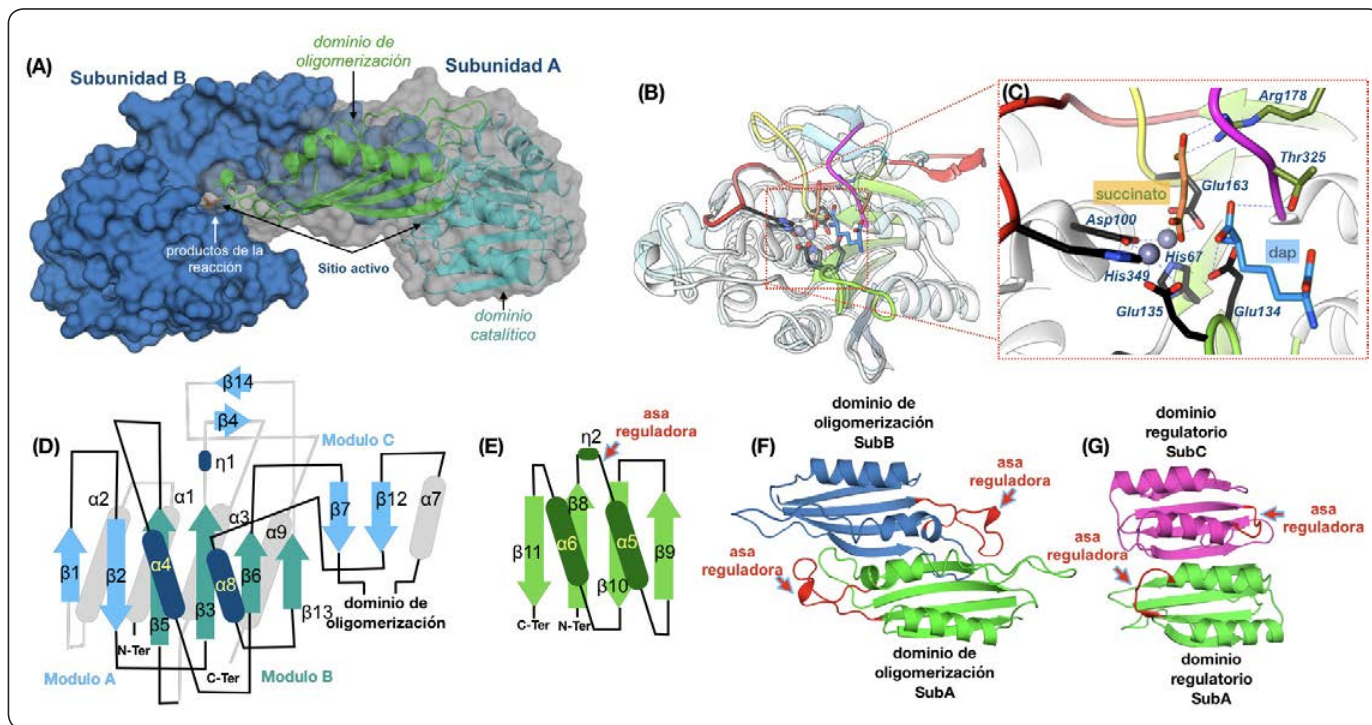 (A)
Subunidad B
dominio de
oligomerización
Subunidad A
productos de la
reacción
Sitio activo
dominio
catalítico
(B)
(C)
Arg178
Thr325
succinato
Glu163
Asp100
dap
His67
His349
Glu135
Glu134
(D)
β14
β4
Modulo C
η1
α2
α1
β7
β12
α7
α3
α9
β1
β2
α4
α8
β6
β3
β13
β5
dominio de
oligomerización
N-Ter
C-Ter
Modulo A
Modulo B
(E)
asa
reguladora
η2
β8
α6
α5
β11
β9
β10
C-Ter
N-Ter
dominio de
oligomerización
SubB
(F)
asa
reguladora
asa
reguladora
dominio de
oligomerización
SubA
dominio
regulatorio
SubC
(G)
asa
reguladora
asa
reguladora
dominio
regulatorio
SubA